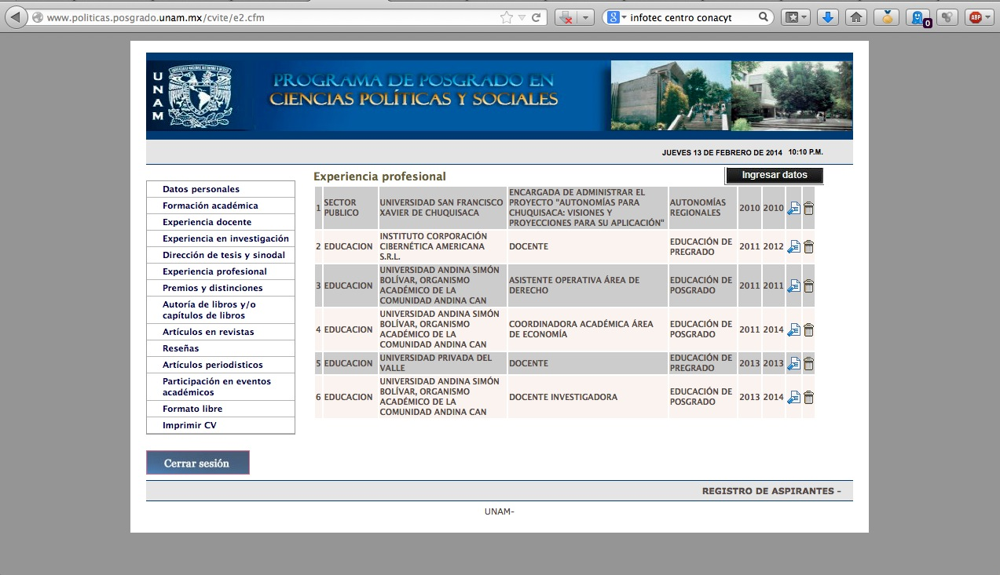 www.politicas.posgrado.unam.mx/cvite/e2.cfm
infotec centro conacyt
ABP
0
UNAM
PROGRAMA DE POSGRADO EN
CIENCIAS POLÍTICAS Y SOCIALES
JUEVES 13 DE FEBRERO DE 2014 10:10 P.M.
Datos personales
Formación académica
Experiencia docente
Experiencia en investigación
Dirección de tesis y sinodal
Experiencia profesional
Premios y distinciones
Autoría de libros y/o
capítulos de libros
Artículos en revistas
Reseñas
Artículos periodisticos
Participación en eventos
académicos
Formato libre
Imprimir CV
Cerrar sesión
Experiencia profesional
Ingresar datos
1 SECTOR PUBLICO UNIVERSIDAD SAN FRANCISCO XAVIER DE CHUQUISACA ENCARGADA DE ADMINISTRAR EL PROYECTO "AUTONOMÍAS PARA CHUQUISACA: VISIONES Y PROYECCIONES PARA SU APLICACIÓN" AUTONOMÍAS REGIONALES 2010 2010
2 EDUCACION INSTITUTO CORPORACIÓN CIBERNÉTICA AMERICANA S.R.L. DOCENTE EDUCACIÓN DE PREGRADO 2011 2012
3 EDUCACION UNIVERSIDAD ANDINA SIMÓN BOLÍVAR, ORGANISMO ACADÉMICO DE LA COMUNIDAD ANDINA CAN ASISTENTE OPERATIVA ÁREA DE DERECHO EDUCACIÓN DE POSGRADO 2011 2011
4 EDUCACION UNIVERSIDAD ANDINA SIMÓN BOLÍVAR, ORGANISMO ACADÉMICO DE LA COMUNIDAD ANDINA CAN COORDINADORA ACADÉMICA ÁREA DE ECONOMÍA EDUCACIÓN DE POSGRADO 2011 2014
5 EDUCACION UNIVERSIDAD PRIVADA DEL VALLE DOCENTE EDUCACIÓN DE PREGRADO 2013 2013
6 EDUCACION UNIVERSIDAD ANDINA SIMÓN BOLÍVAR, ORGANISMO ACADÉMICO DE LA COMUNIDAD ANDINA CAN DOCENTE INVESTIGADORA EDUCACIÓN DE POSGRADO 2013 2014
REGISTRO DE ASPIRANTES -
UNAM-